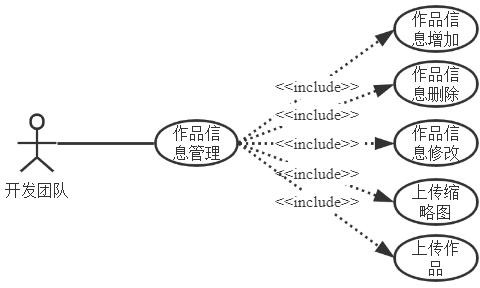 作品信
息增加
<<include>>
作品信
息删除
<<include>>
作品信
息管理
<<include>>
作品信
息修改
开发团队
<<include>>
上传缩
略图
<<include>>
上传作
品